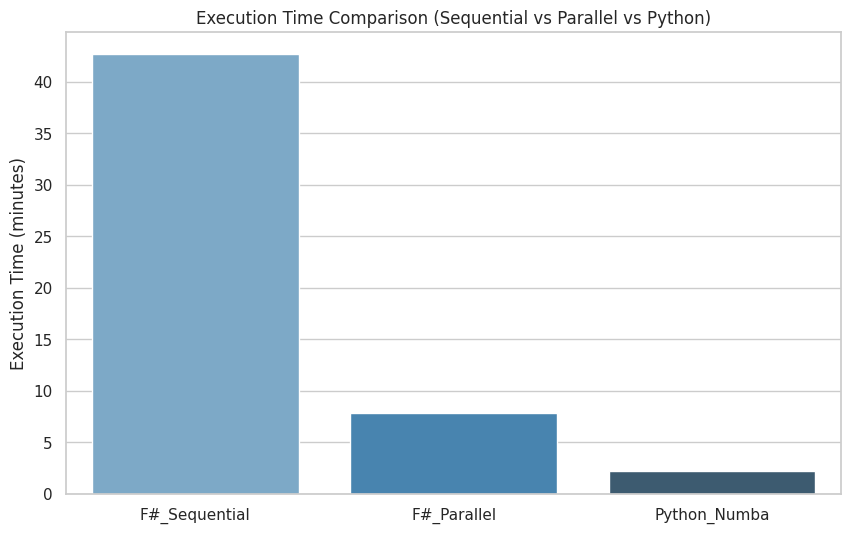 Execution Time Comparison (Sequential vs Parallel vs Python)
Execution Time (minutes)
40
35
30
25
20
15
10
5
0
F#_Sequential
F#_Parallel
Python_Numba